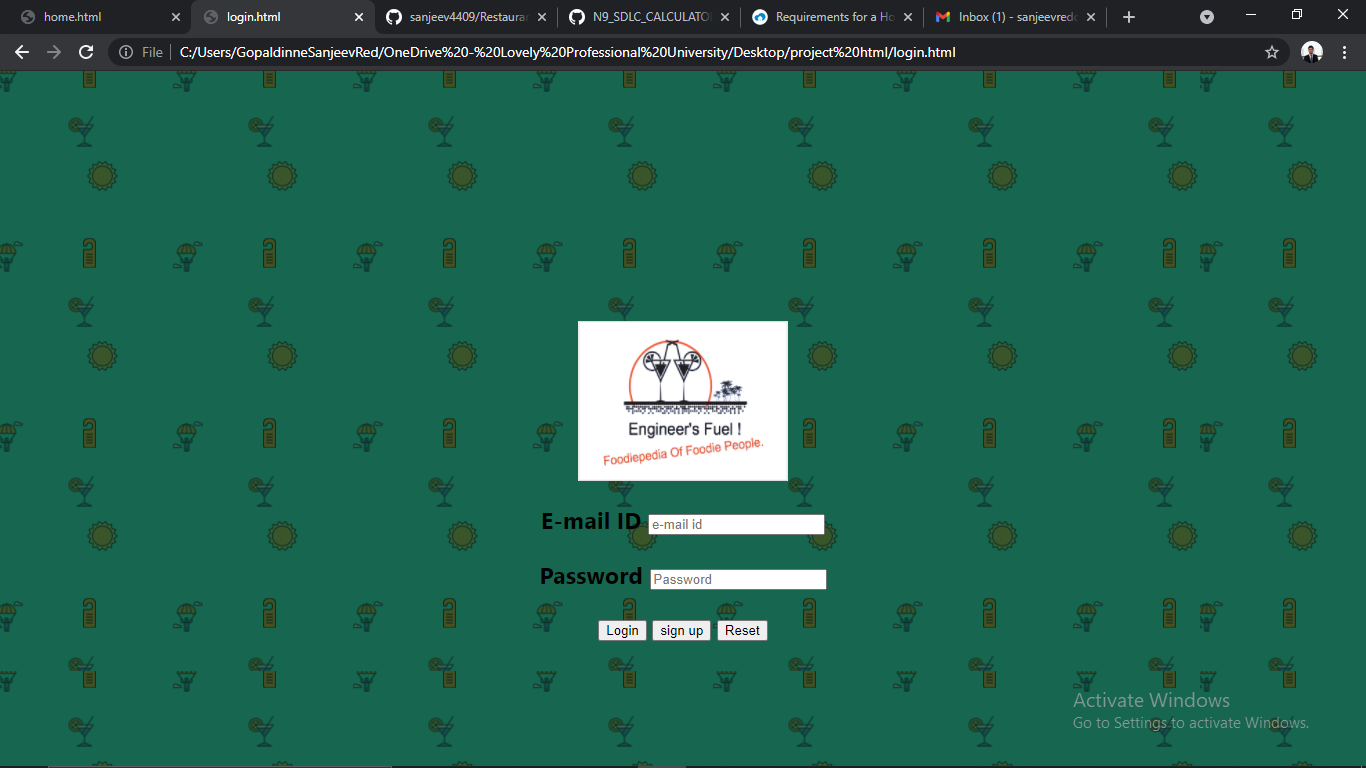 home.html
login.html
sanjeev4409/Restaurar
N9_SDLC_CALCULATO
Requirements for a Ho
Inbox (1) - sanjeevredd
File
C:/Users/GopaldinneSanjeevRed/OneDrive%20-%20Lovely%20Professional%20University/Desktop/project%20html/login.html
Engineer's Fuel !
Foodiepedia Of Foodie People.
E-mail ID e-mail id
Password Password
Login sign up Reset
Activate Windows
Go to Settings to activate Windows.